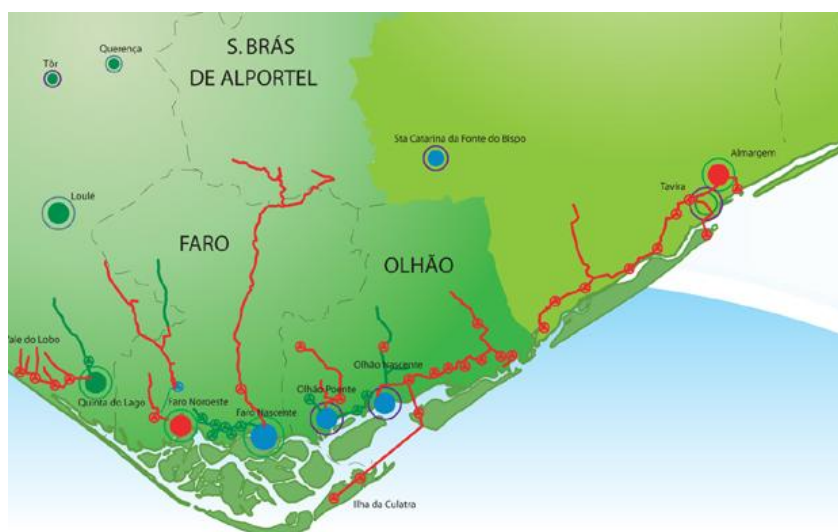 S. BRÁS
DE ALPORTEL
Querença
Tôr
Sta Catarina da Fonte do Bispo
Almargem
Tavira
Loulé
FARO
OLHÃO
Vale do Lobo
Quinta do Lago
Faro Noroeste
Faro Nascente
Olhão Poente
Olhão Nascente
Ilha da Culatra